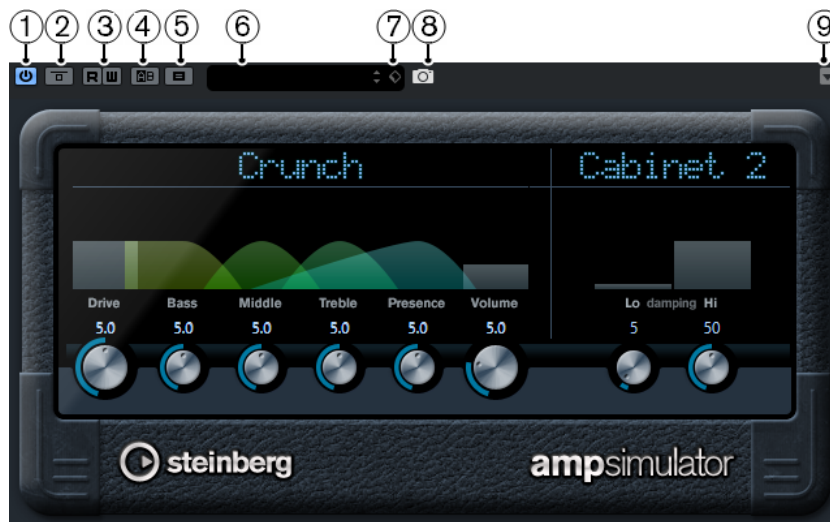 1 2 3 4 5 6 7 8 9
R W A B
Crunch Cabinet 2
Drive Bass Middle Treble Presence Volume Lo damping Hi
5.0 5.0 5.0 5.0 5.0 5.0 5 50
steinberg ampsimulator